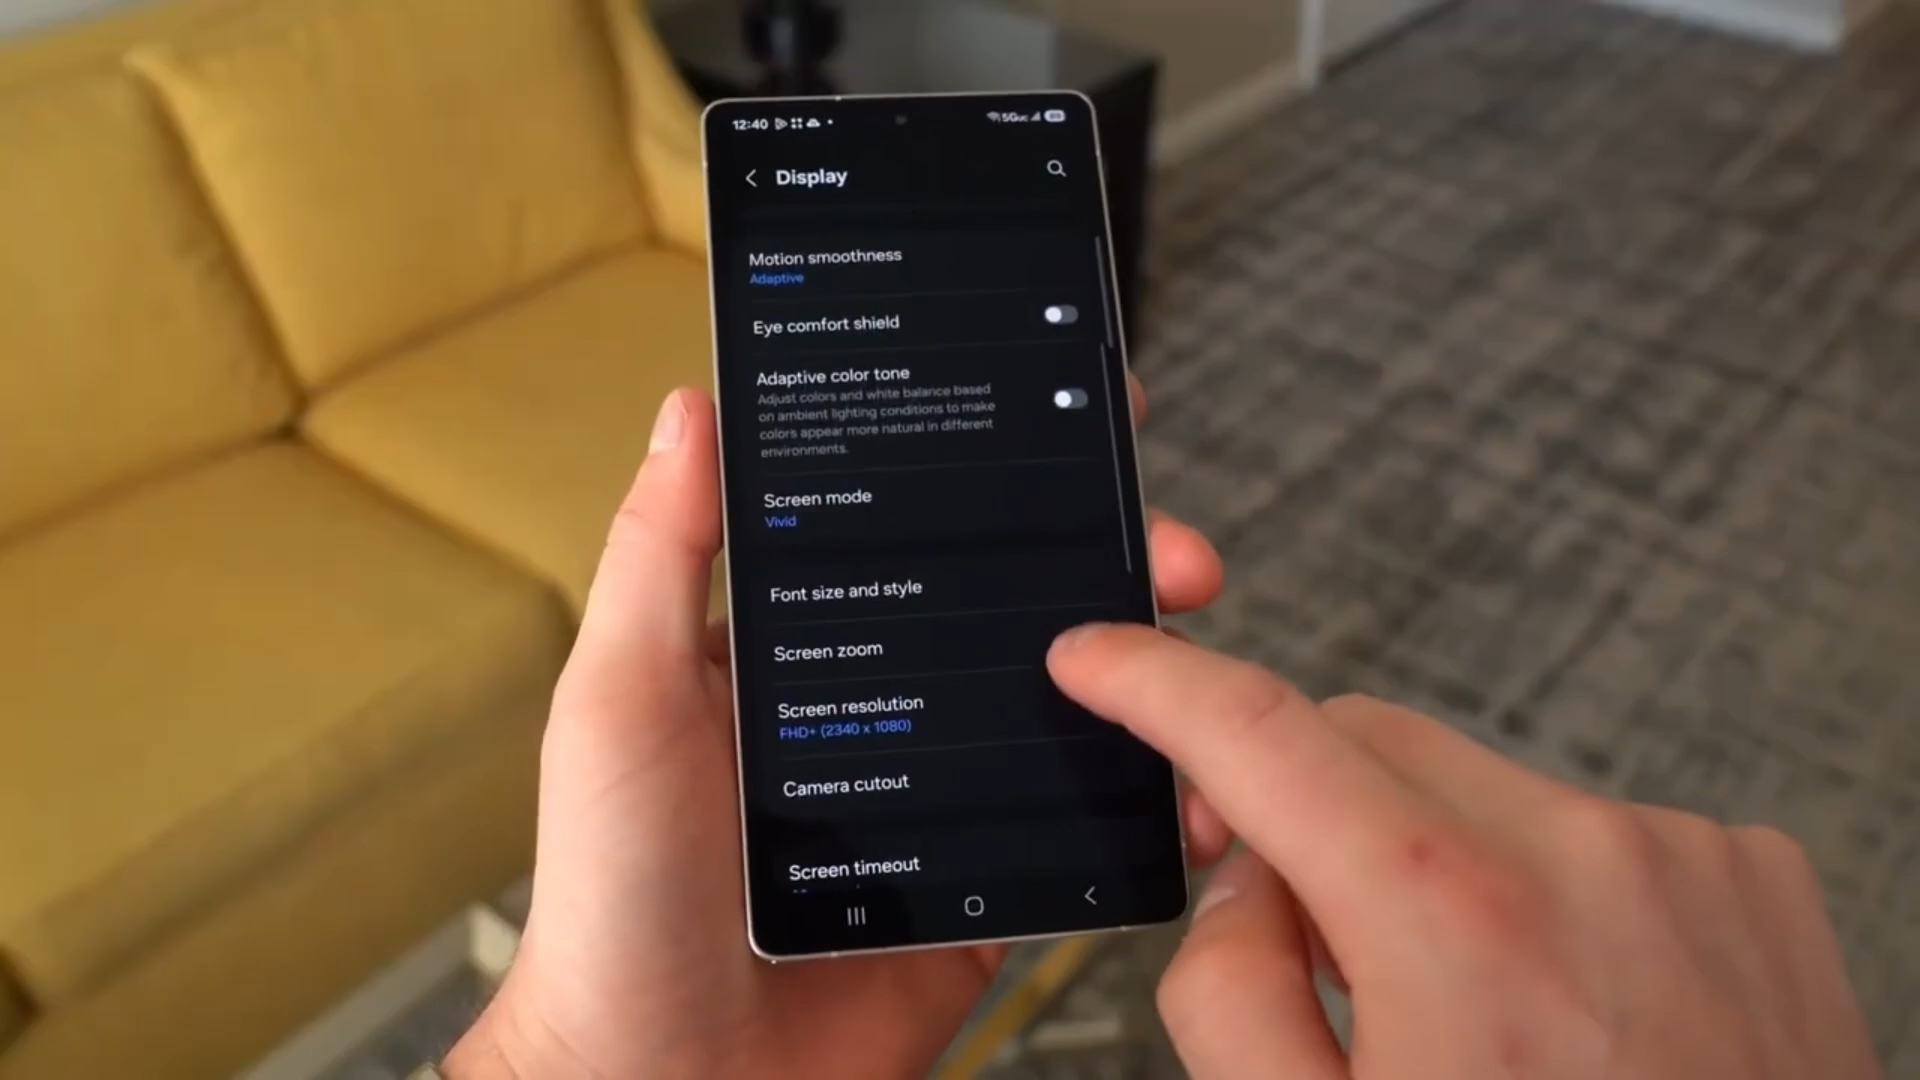 12:40
5Guc
Display
Motion smoothness
Adaptive
Eye comfort shield
Adaptive color tone
Adjust colors and white balance based
on ambient lighting conditions to make
colors appear more natural in different
environments.
Screen mode
Vivid
Font size and style
Screen zoom
Screen resolution
FHD+ (2340 x 1080)
Camera cutout
Screen timeout